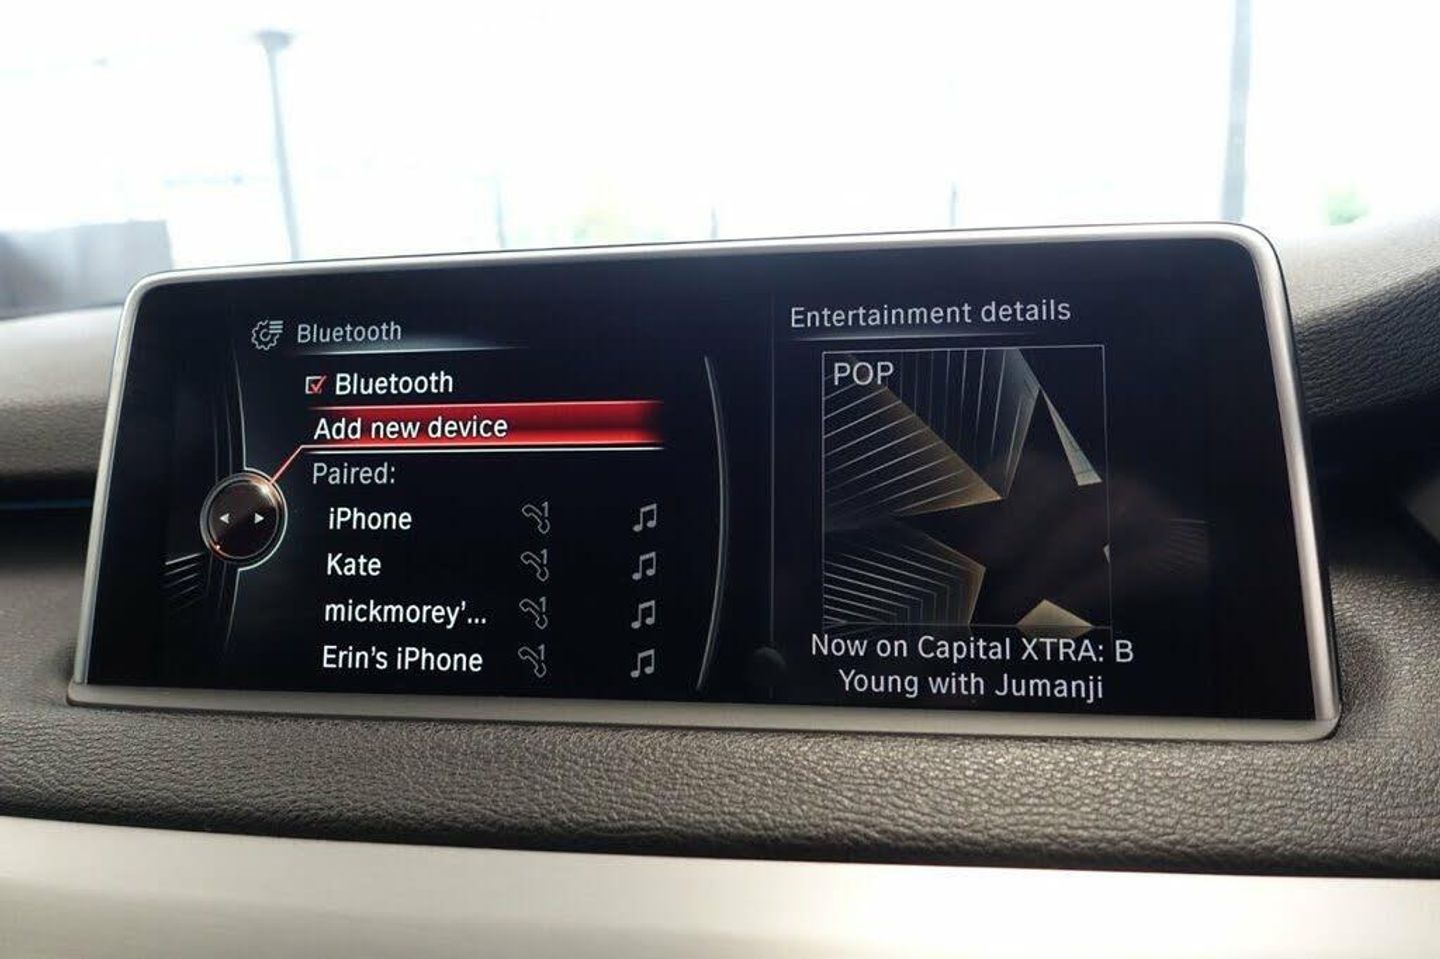 Bluetooth
Bluetooth
Add new device
Paired:
iPhone
Kate
mickmorey'...
Erin's iPhone
Entertainment details
POP
Now on Capital XTRA: B
Young with Jumanji